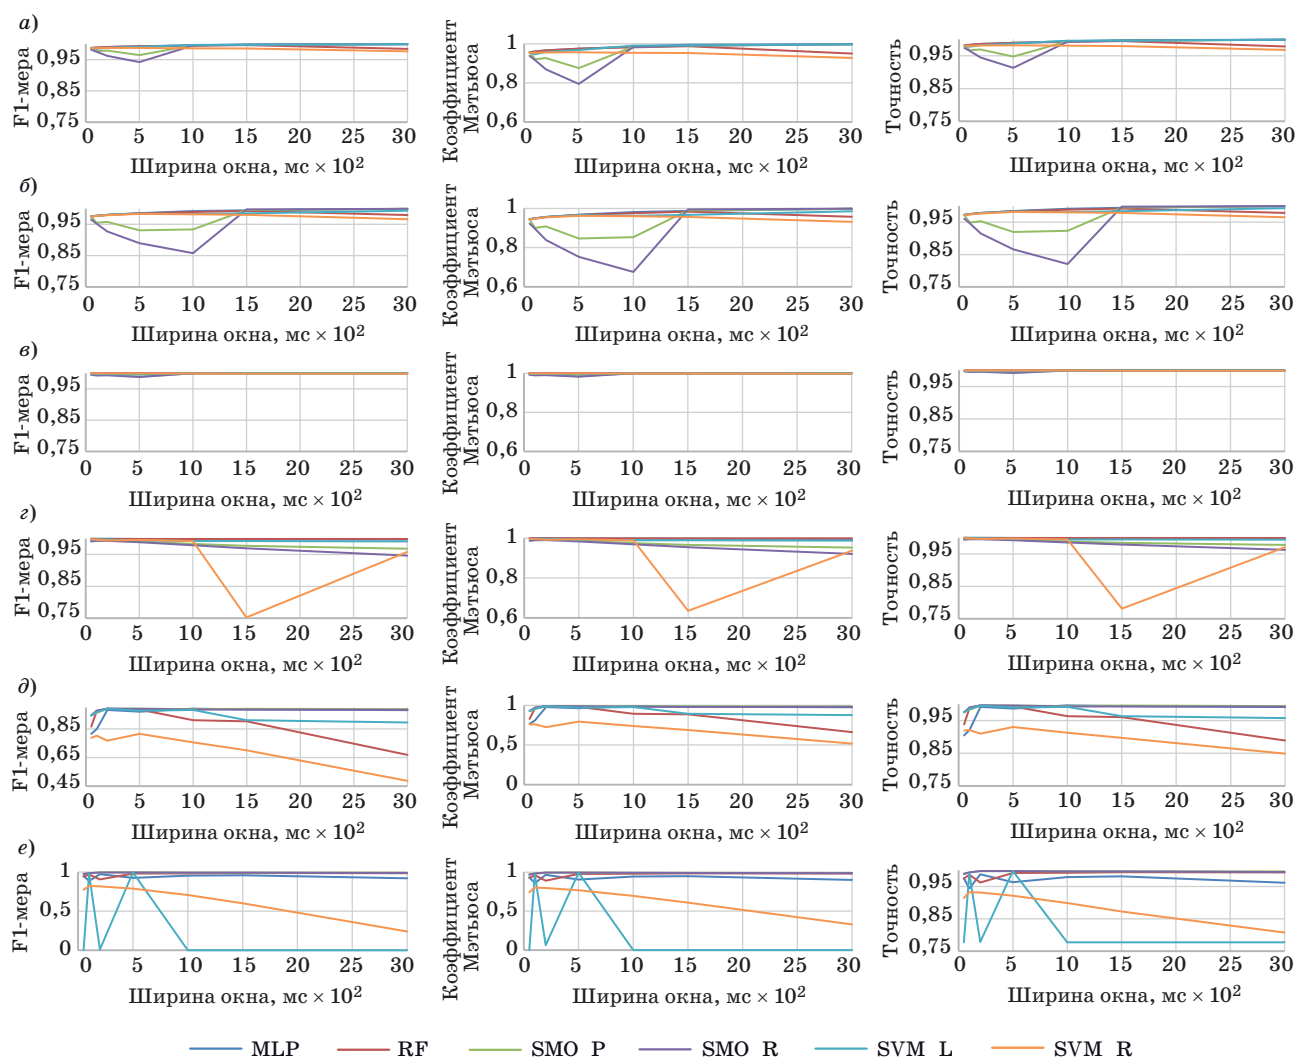 а)
F1-мера
0,95
0,85
0,75
0 5 10 15 20 25 30
Ширина окна, мс × 10²
Коэффициент
Мэтьюса
1
0,8
0,6
0 5 10 15 20 25 30
Ширина окна, мс × 10²
Точность
0,95
0,85
0,75
0 5 10 15 20 25 30
Ширина окна, мс × 10²
б)
F1-мера
0,95
0,85
0,75
0 5 10 15 20 25 30
Ширина окна, мс × 10²
Коэффициент
Мэтьюса
1
0,8
0,6
0 5 10 15 20 25 30
Ширина окна, мс × 10²
Точность
0,95
0,85
0,75
0 5 10 15 20 25 30
Ширина окна, мс × 10²
в)
F1-мера
0,95
0,85
0,75
0 5 10 15 20 25 30
Ширина окна, мс × 10²
Коэффициент
Мэтьюса
1
0,8
0,6
0 5 10 15 20 25 30
Ширина окна, мс × 10²
Точность
0,95
0,85
0,75
0 5 10 15 20 25 30
Ширина окна, мс × 10²
г)
F1-мера
0,95
0,85
0,75
0 5 10 15 20 25 30
Ширина окна, мс × 10²
Коэффициент
Мэтьюса
1
0,8
0,6
0 5 10 15 20 25 30
Ширина окна, мс × 10²
Точность
0,95
0,85
0,75
0 5 10 15 20 25 30
Ширина окна, мс × 10²
д)
F1-мера
0,85
0,65
0,45
0 5 10 15 20 25 30
Ширина окна, мс × 10²
Коэффициент
Мэтьюса
1
0,5
0
0 5 10 15 20 25 30
Ширина окна, мс × 10²
Точность
0,95
0,85
0,75
0 5 10 15 20 25 30
Ширина окна, мс × 10²
е)
F1-мера
1
0,5
0
0 5 10 15 20 25 30
Ширина окна, мс × 10²
Коэффициент
Мэтьюса
1
0,5
0
0 5 10 15 20 25 30
Ширина окна, мс × 10²
Точность
0,95
0,85
0,75
0 5 10 15 20 25 30
Ширина окна, мс × 10²
MLP RF SMO P SMO R SVM L SVM R